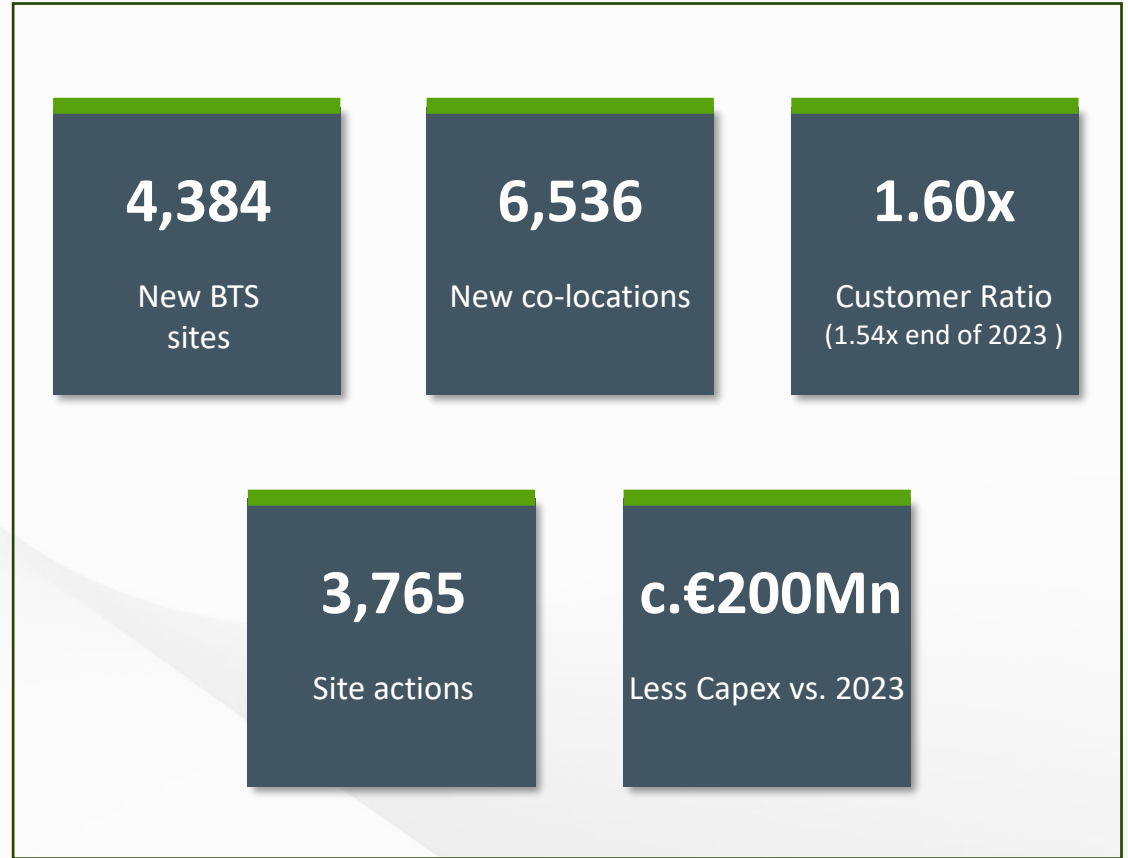 4,384
New BTS
sites
6,536
New co-locations
1.60x
Customer Ratio
(1.54x end of 2023 )
3,765
Site actions
c.€200Mn
Less Capex vs. 2023